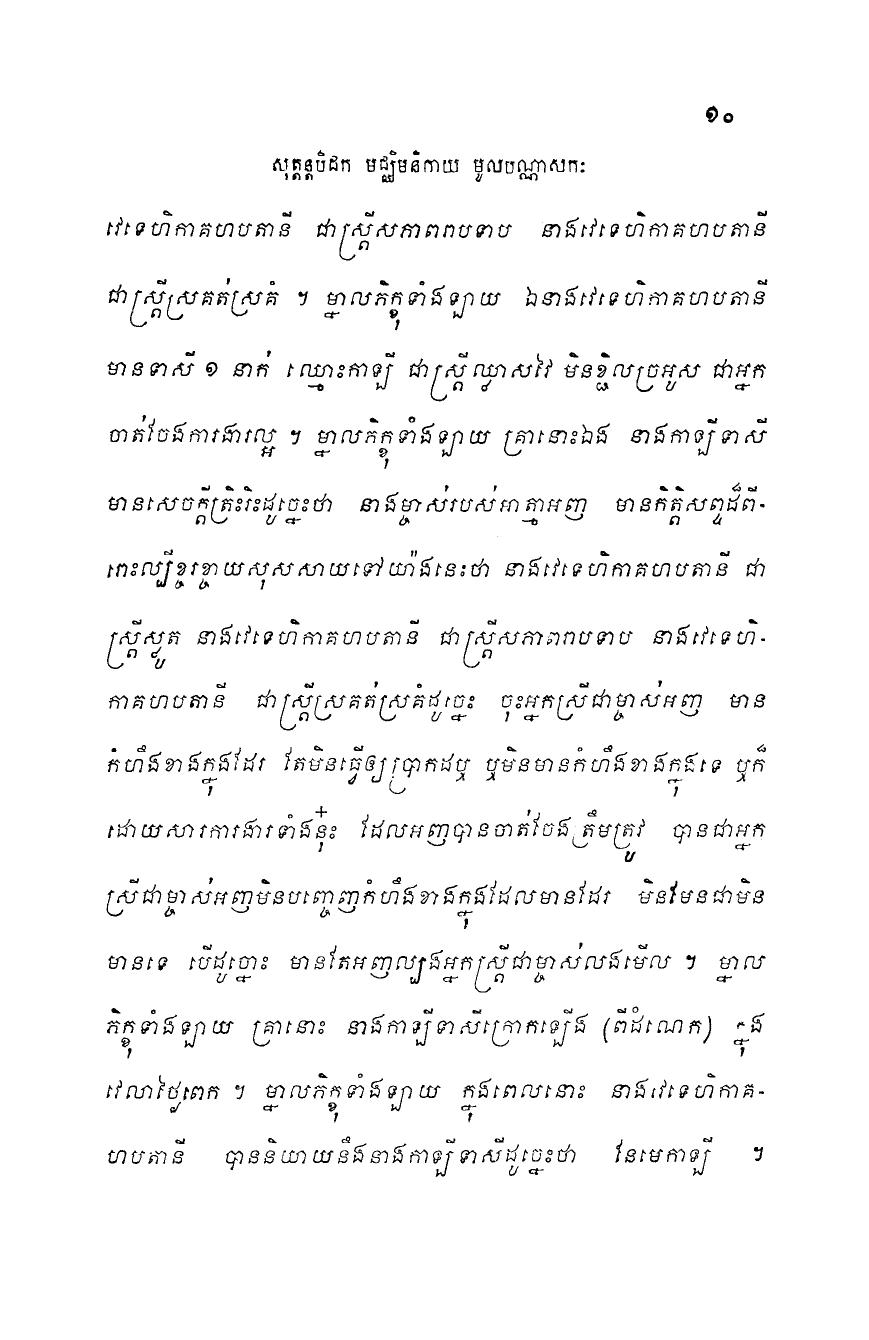 ១០
សុត្តន្តបិដក មជ្ឈិមនិកាយ មូលបណ្ណាសកៈ
វេទេហិកាគហបតានី ជាស្ត្រីសភាពរាបទាប នាងវេទេហិកាគហបតានី
ជាស្ត្រីស្រគត់ស្រគំ ។ ម្នាលភិក្ខុទាំងឡាយ ឯនាងវេទេហិកាគហបតានី
មានទាសី ១ នាក់ ឈ្មោះកាឡី ជាស្ត្រីឈ្លាសវៃ មិនខ្ជិលច្រអូស ជាអ្នក
ចាត់ចែងការងារល្អ ។ ម្នាលភិក្ខុទាំងឡាយ គ្រានោះឯង នាងកាឡីទាសី
មានសេចក្តីត្រិះរិះដូច្នេះថា នាងម្ចាស់របស់អាត្មាអញ មានកិត្តិសព្ទដ៏ពី-
ពោះល្បីខ្ចរខ្ចាយសុសសាយទៅយ៉ាងនេះថា នាងវេទេហិកាគហបតានី ជា
ស្ត្រីស្លូត នាងវេទេហិកាគហបតានី ជាស្ត្រីសភាពរាបទាប នាងវេទេហិ-
កាគហបតានី ជាស្ត្រីស្រគត់ស្រគំដូច្នេះ ចុះអ្នកស្រីជាម្ចាស់អញ មាន
កំហឹងខាងក្នុងដែរ តែមិនធ្វើឲ្យប្រាកដឬ ឬមិនមានកំហឹងខាងក្នុងទេ ឬក៏
ដោយសារការងារទាំងនុ៎ះ ដែលអញបានចាត់ចែងត្រឹមត្រូវ បានជាអ្នក
ស្រីជាម្ចាស់អញមិនបញ្ចេញកំហឹងខាងក្នុងដែលមានដែរ មិនមែនជាមិន
មានទេ បើដូច្នោះ មានតែអញល្បងអ្នកស្ត្រីជាម្ចាស់លងមើល ។ ម្នាល
ភិក្ខុទាំងឡាយ គ្រានោះ នាងកាឡីទាសីក្រោកឡើង (ពីដំណេក) ក្នុង
វេលាថ្ងៃពេក ។ ម្នាលភិក្ខុទាំងឡាយ ក្នុងពេលនោះ នាងវេទេហិកាគ-
ហបតានី បាននិយាយនឹងនាងកាឡីទាសីដូច្នេះថា នែមេកាឡី ។